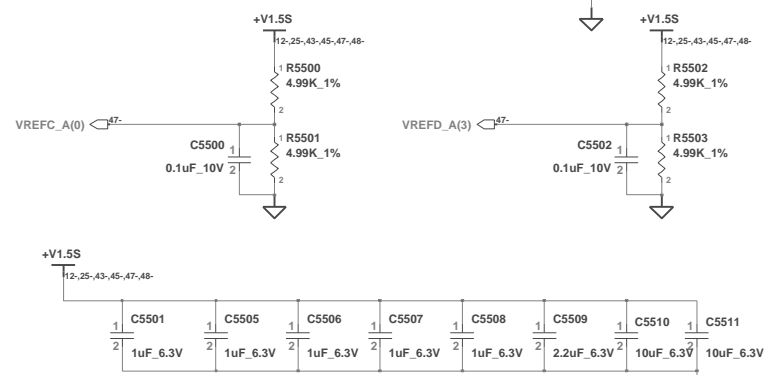 +V1.5S
12-,25-,43-,45-,47-,48-
1 R5500
4.99K_1%
2
VREFC_A(0) 47-
C5500
1
2
0.1uF_10V
1 R5501
4.99K_1%
2
+V1.5S
12-,25-,43-,45-,47-,48-
1 R5502
4.99K_1%
2
VREFD_A(3) 47-
C5502
1
2
0.1uF_10V
1 R5503
4.99K_1%
2
+V1.5S
12-,25-,43-,45-,47-,48-
1 C5501
2 1uF_6.3V
1 C5505
2 1uF_6.3V
1 C5506
2 1uF_6.3V
1 C5507
2 1uF_6.3V
1 C5508
2 1uF_6.3V
1 C5509
2 2.2uF_6.3V
1 C5510
2 10uF_6.3V
1 C5511
2 10uF_6.3V